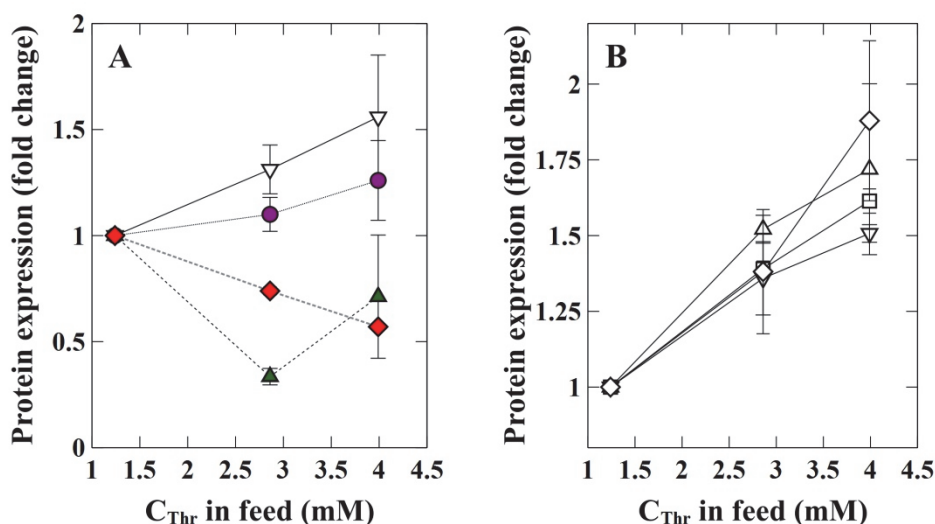 A
Protein expression (fold change)
2
1.5
1
0.5
0
1 1.5 2 2.5 3 3.5 4 4.5
C_Thr in feed (mM)
B
Protein expression (fold change)
2
1.75
1.5
1.25
1
1 1.5 2 2.5 3 3.5 4 4.5
C_Thr in feed (mM)